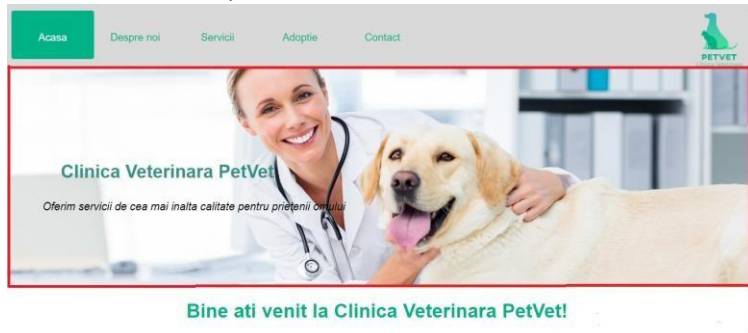 Acasa Despre noi Servicii Adoptie Contact
PETVET
Clinica Veterinara PetVet
Oferim servicii de cea mai inalta calitate pentru prietenii omului
Bine ati venit la Clinica Veterinara PetVet!